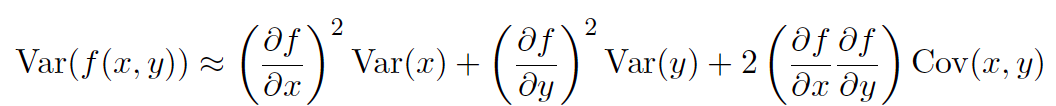 Var(f(x, y)) ≈ (∂f/∂x)² Var(x) + (∂f/∂y)² Var(y) + 2 (∂f/∂x ∂f/∂y) Cov(x, y)